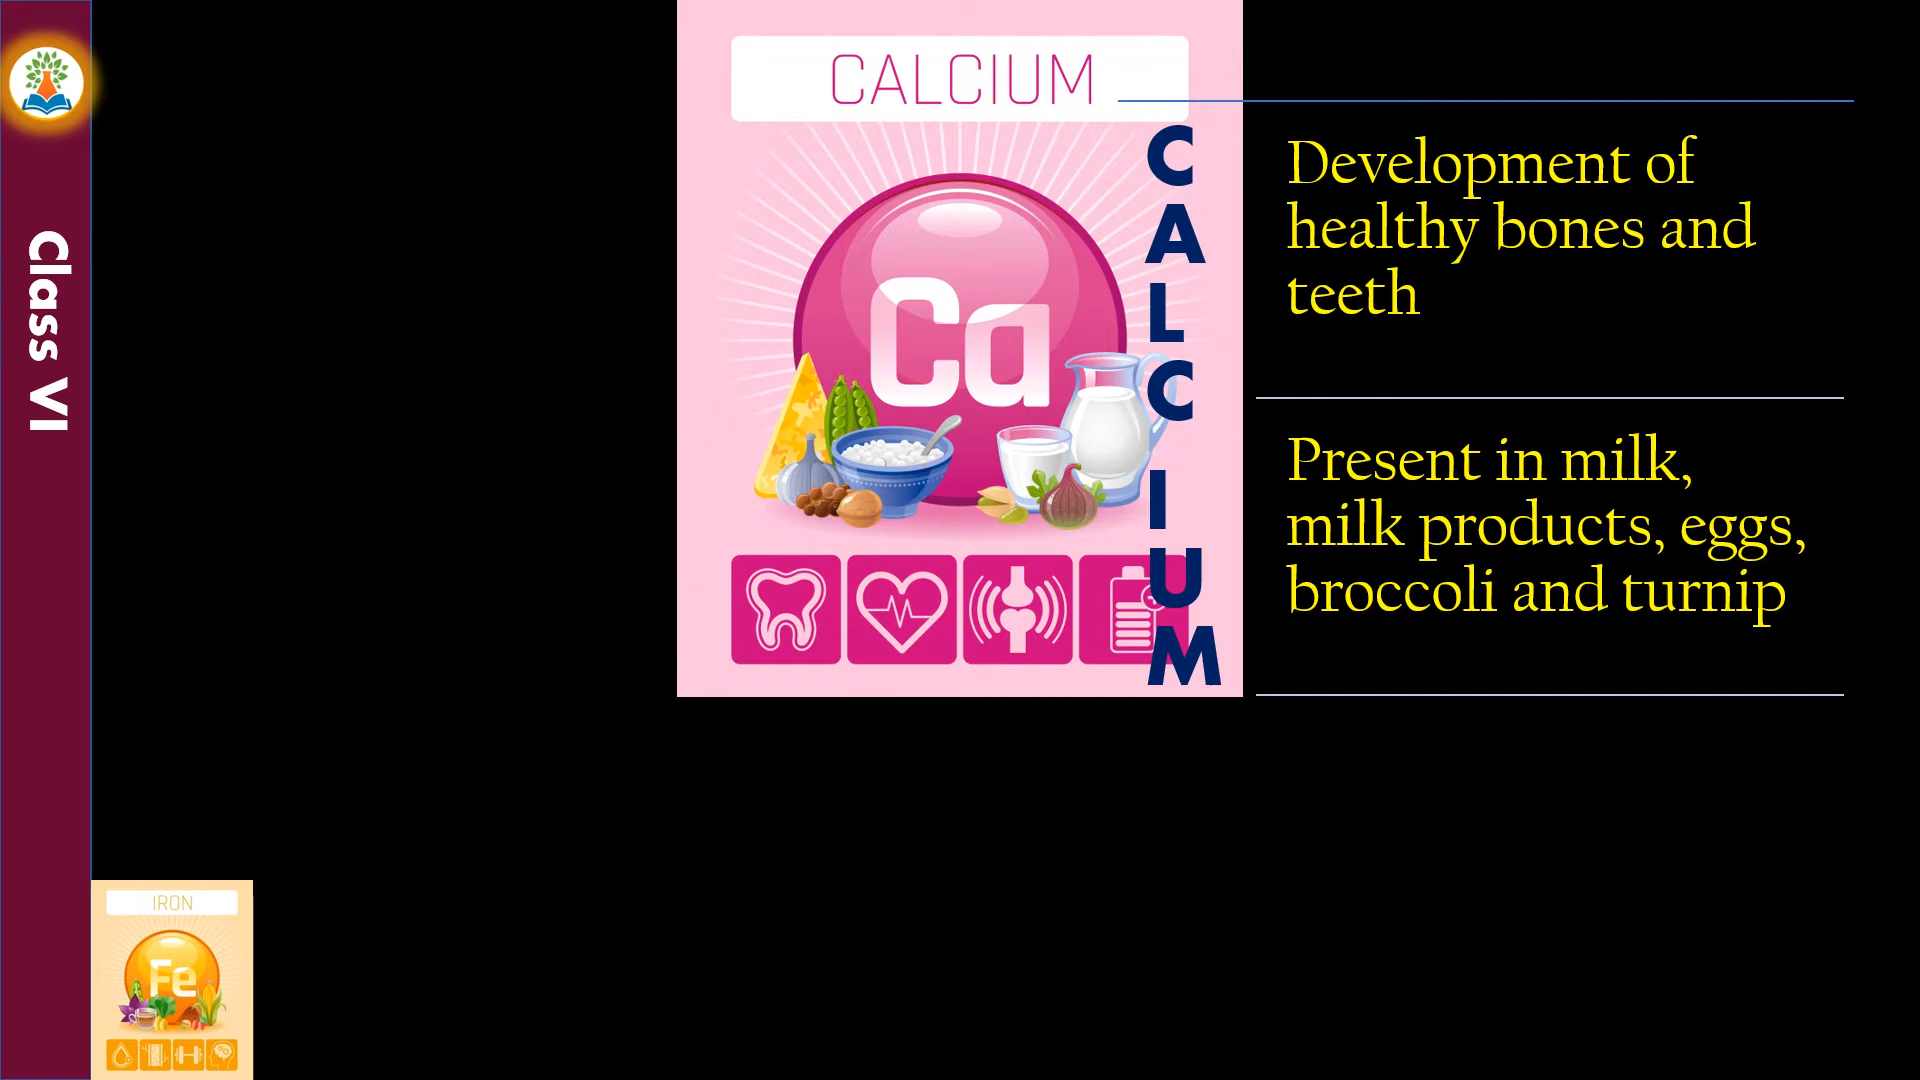 Class VI
CALCIUM
Ca
CALCIUM
Development of
healthy bones and
teeth
Present in milk,
milk products, eggs,
broccoli and turnip
IRON
Fe